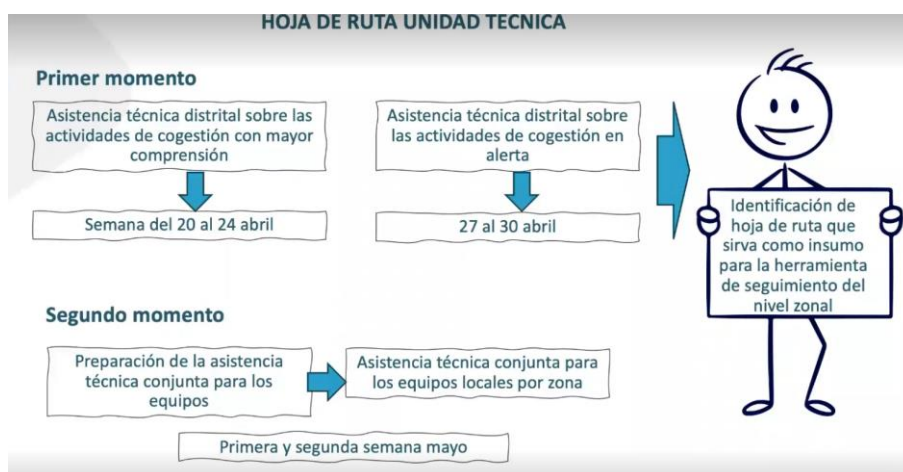 HOJA DE RUTA UNIDAD TECNICA
Primer momento
Asistencia técnica distrital sobre las
actividades de cogestión con mayor
comprensión
Semana del 20 al 24 abril
Asistencia técnica distrital sobre
las actividades de cogestión en
alerta
27 al 30 abril
Identificación de
hoja de ruta que
sirva como insumo
para la herramienta
de seguimiento del
nivel zonal
Segundo momento
Preparación de la asistencia
técnica conjunta para los
equipos
Asistencia técnica conjunta para
los equipos locales por zona
Primera y segunda semana mayo